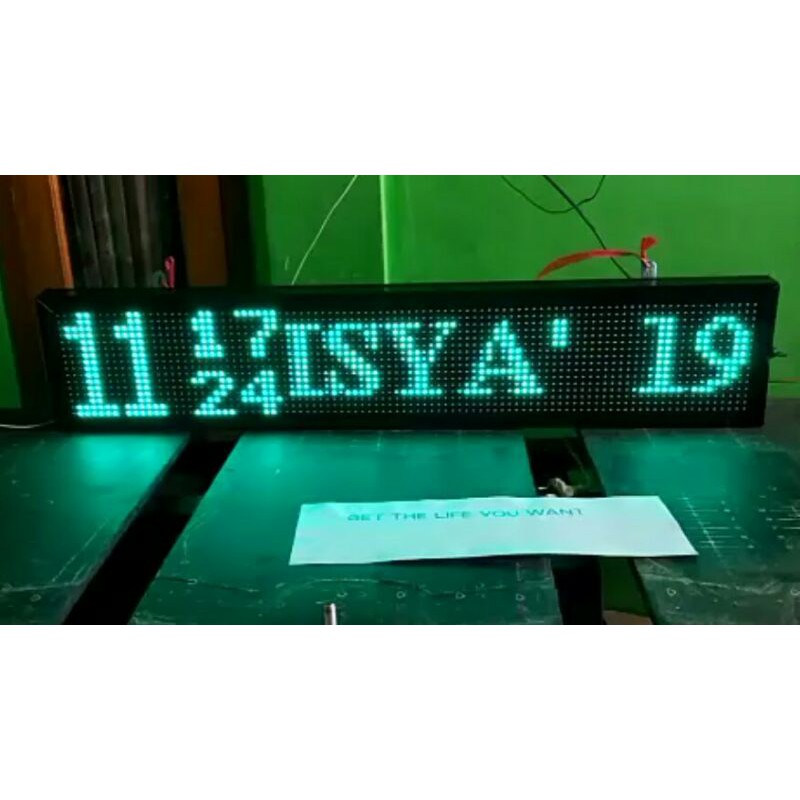 11 17 ISYA' 19
24
GET THE LIFE YOU WANT